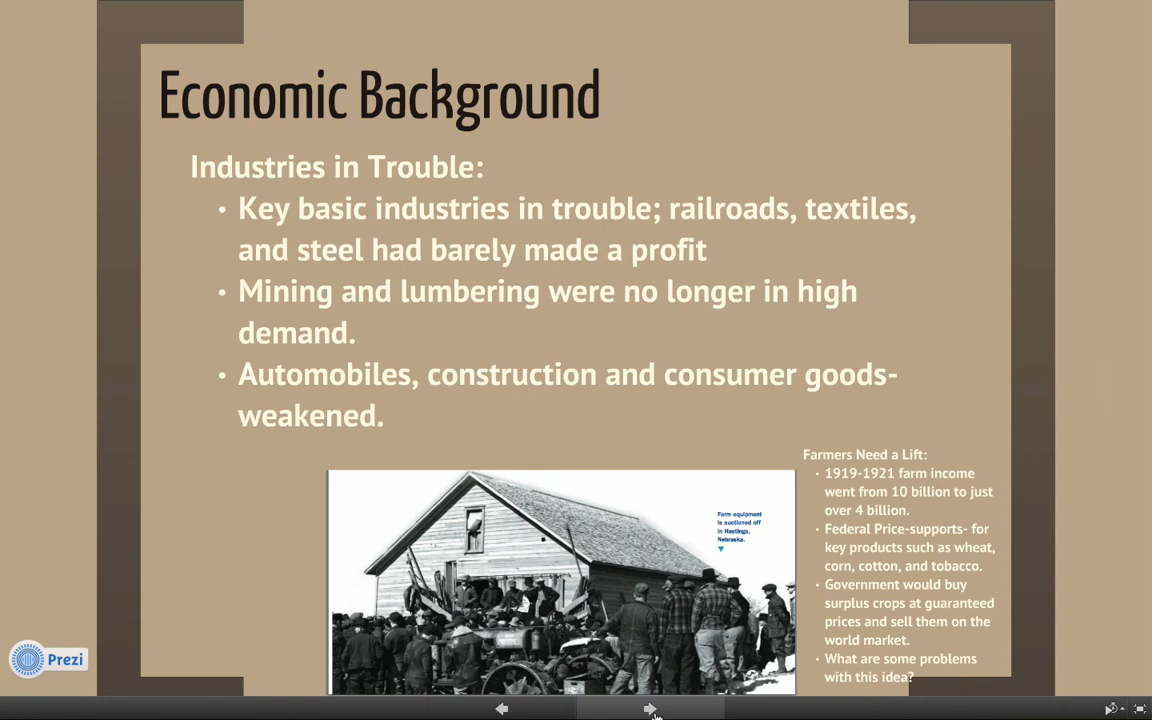 Economic Background
Industries in Trouble:
• Key basic industries in trouble; railroads, textiles,
and steel had barely made a profit
• Mining and lumbering were no longer in high
demand.
• Automobiles, construction and consumer goods-
weakened.
Farm equipment
is auctioned off
in Hastings,
Nebraska.
Farmers Need a Lift:
• 1919-1921 farm income
went from 10 billion to just
over 4 billion.
• Federal Price-supports- for
key products such as wheat,
corn, cotton, and tobacco.
• Government would buy
surplus crops at guaranteed
prices and sell them on the
world market.
• What are some problems
with this idea?
Prezi